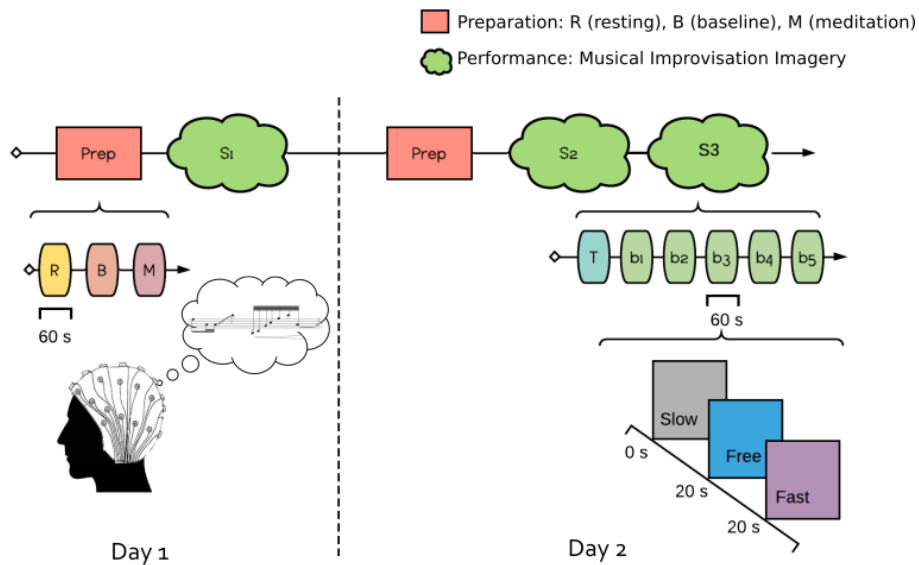 Preparation: R (resting), B (baseline), M (meditation)
Performance: Musical Improvisation Imagery
Prep
S1
Prep
S2
S3
R
B
M
60 s
T
b1
b2
b3
b4
b5
60 s
Slow
Free
Fast
0 s
20 s
20 s
Day 1
Day 2